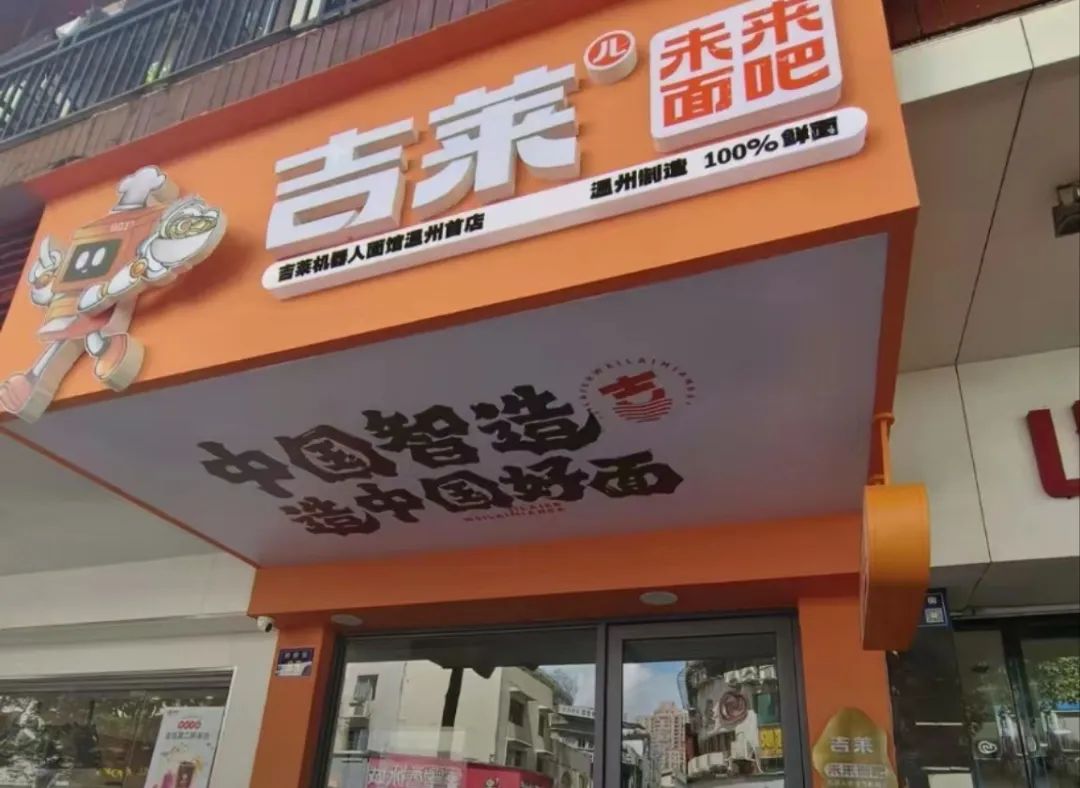 吉莱
儿
未来
面吧
吉莱机器人面馆温州首店
温州制造 100%鲜面
中国智造
造中国好面
吉
吉莱